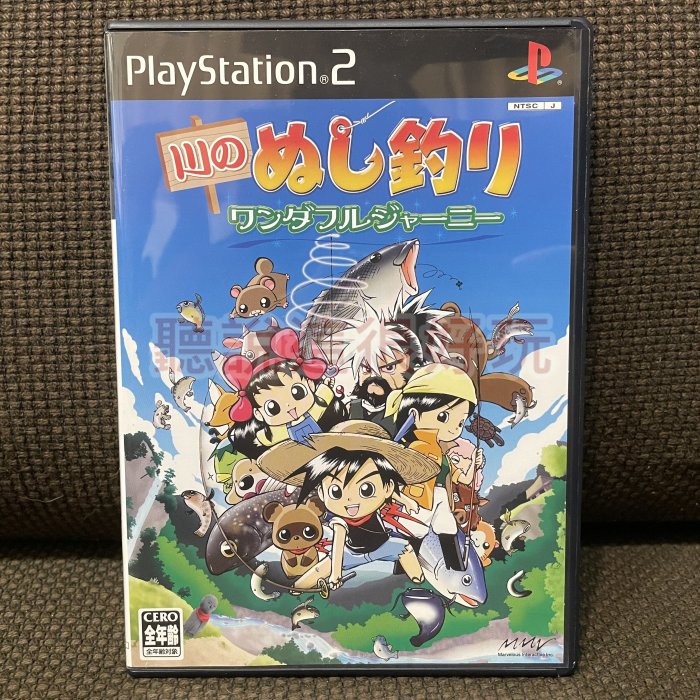 PlayStation®2
NTSC J
川の
ぬし釣り
ワンダフルジャーニー
CERO
全年齢
全年齢対象
MMV
Marvelous Interactive Inc.